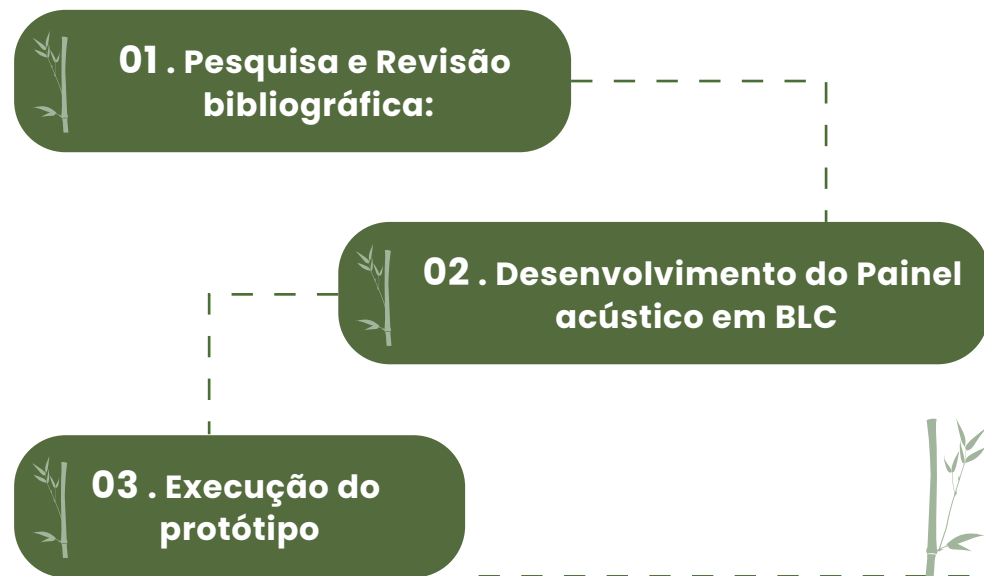 01 . Pesquisa e Revisão
bibliográfica:
02 . Desenvolvimento do Painel
acústico em BLC
03 . Execução do
protótipo